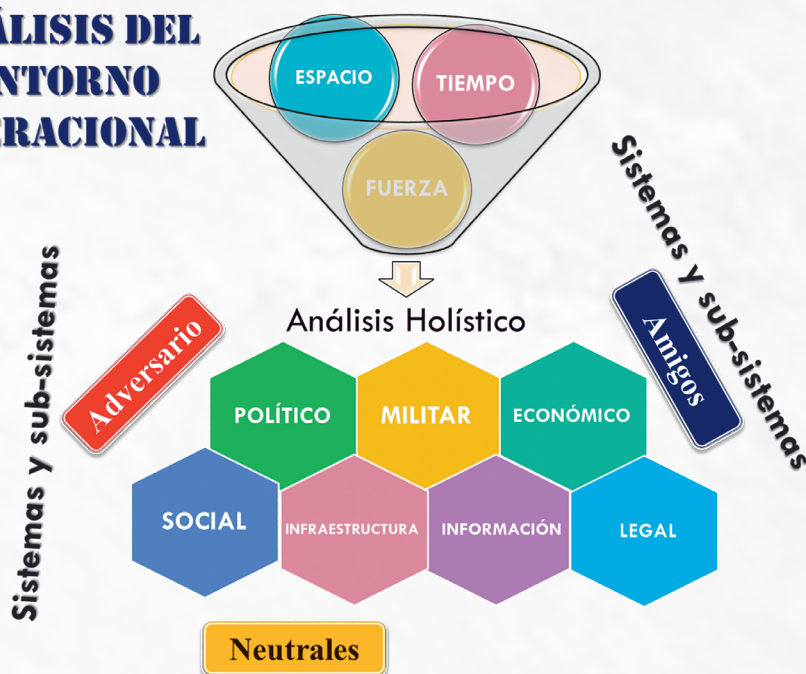 ÁLISIS DEL
NTORNO
ERACIONAL
ESPACIO
TIEMPO
FUERZA
Análisis Holístico
Sistemas y sub-sistemas
Adversario
Amigos
Sistemas y sub-sistemas
POLÍTICO
MILITAR
ECONÓMICO
SOCIAL
INFRAESTRUCTURA
INFORMACIÓN
LEGAL
Neutrales